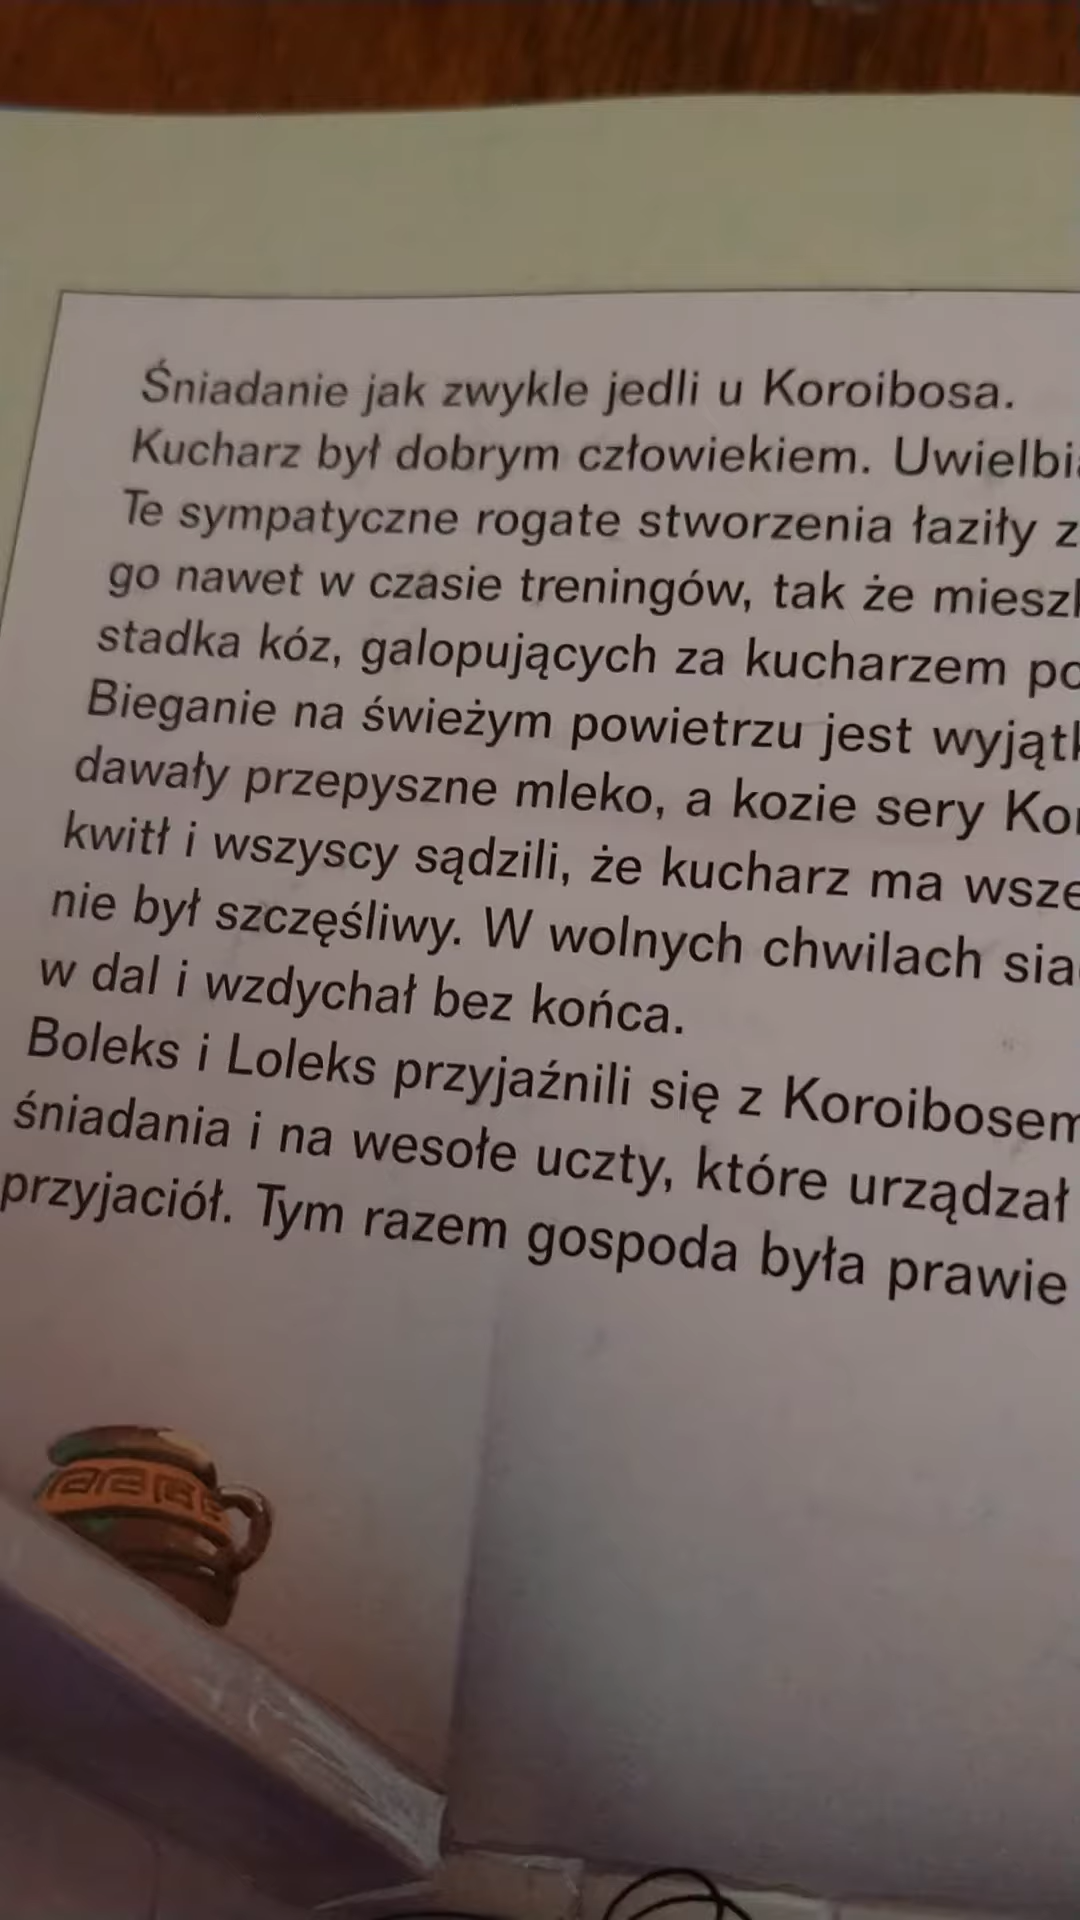 Śniadanie jak zwykle jedli u Koroibosa.
Kucharz był dobrym człowiekiem.
Te sympatyczne rogate stworzenia łaziły z
go nawet w czasie treningów, tak że
stadka kóz, galopujących za kucharzem
Bieganie na świeżym powietrzu jest
dawały przepyszne mleko, a kozie sery
kwitł i wszyscy sądzili, że kucharz ma
nie był szczęśliwy. W wolnych chwilach
w dal i wzdychał bez końca.
Boleks i Loleks przyjaźnili się z Koroibosem
śniadania i na wesołe uczty, które urządzał
przyjaciół. Tym razem gospoda była prawie